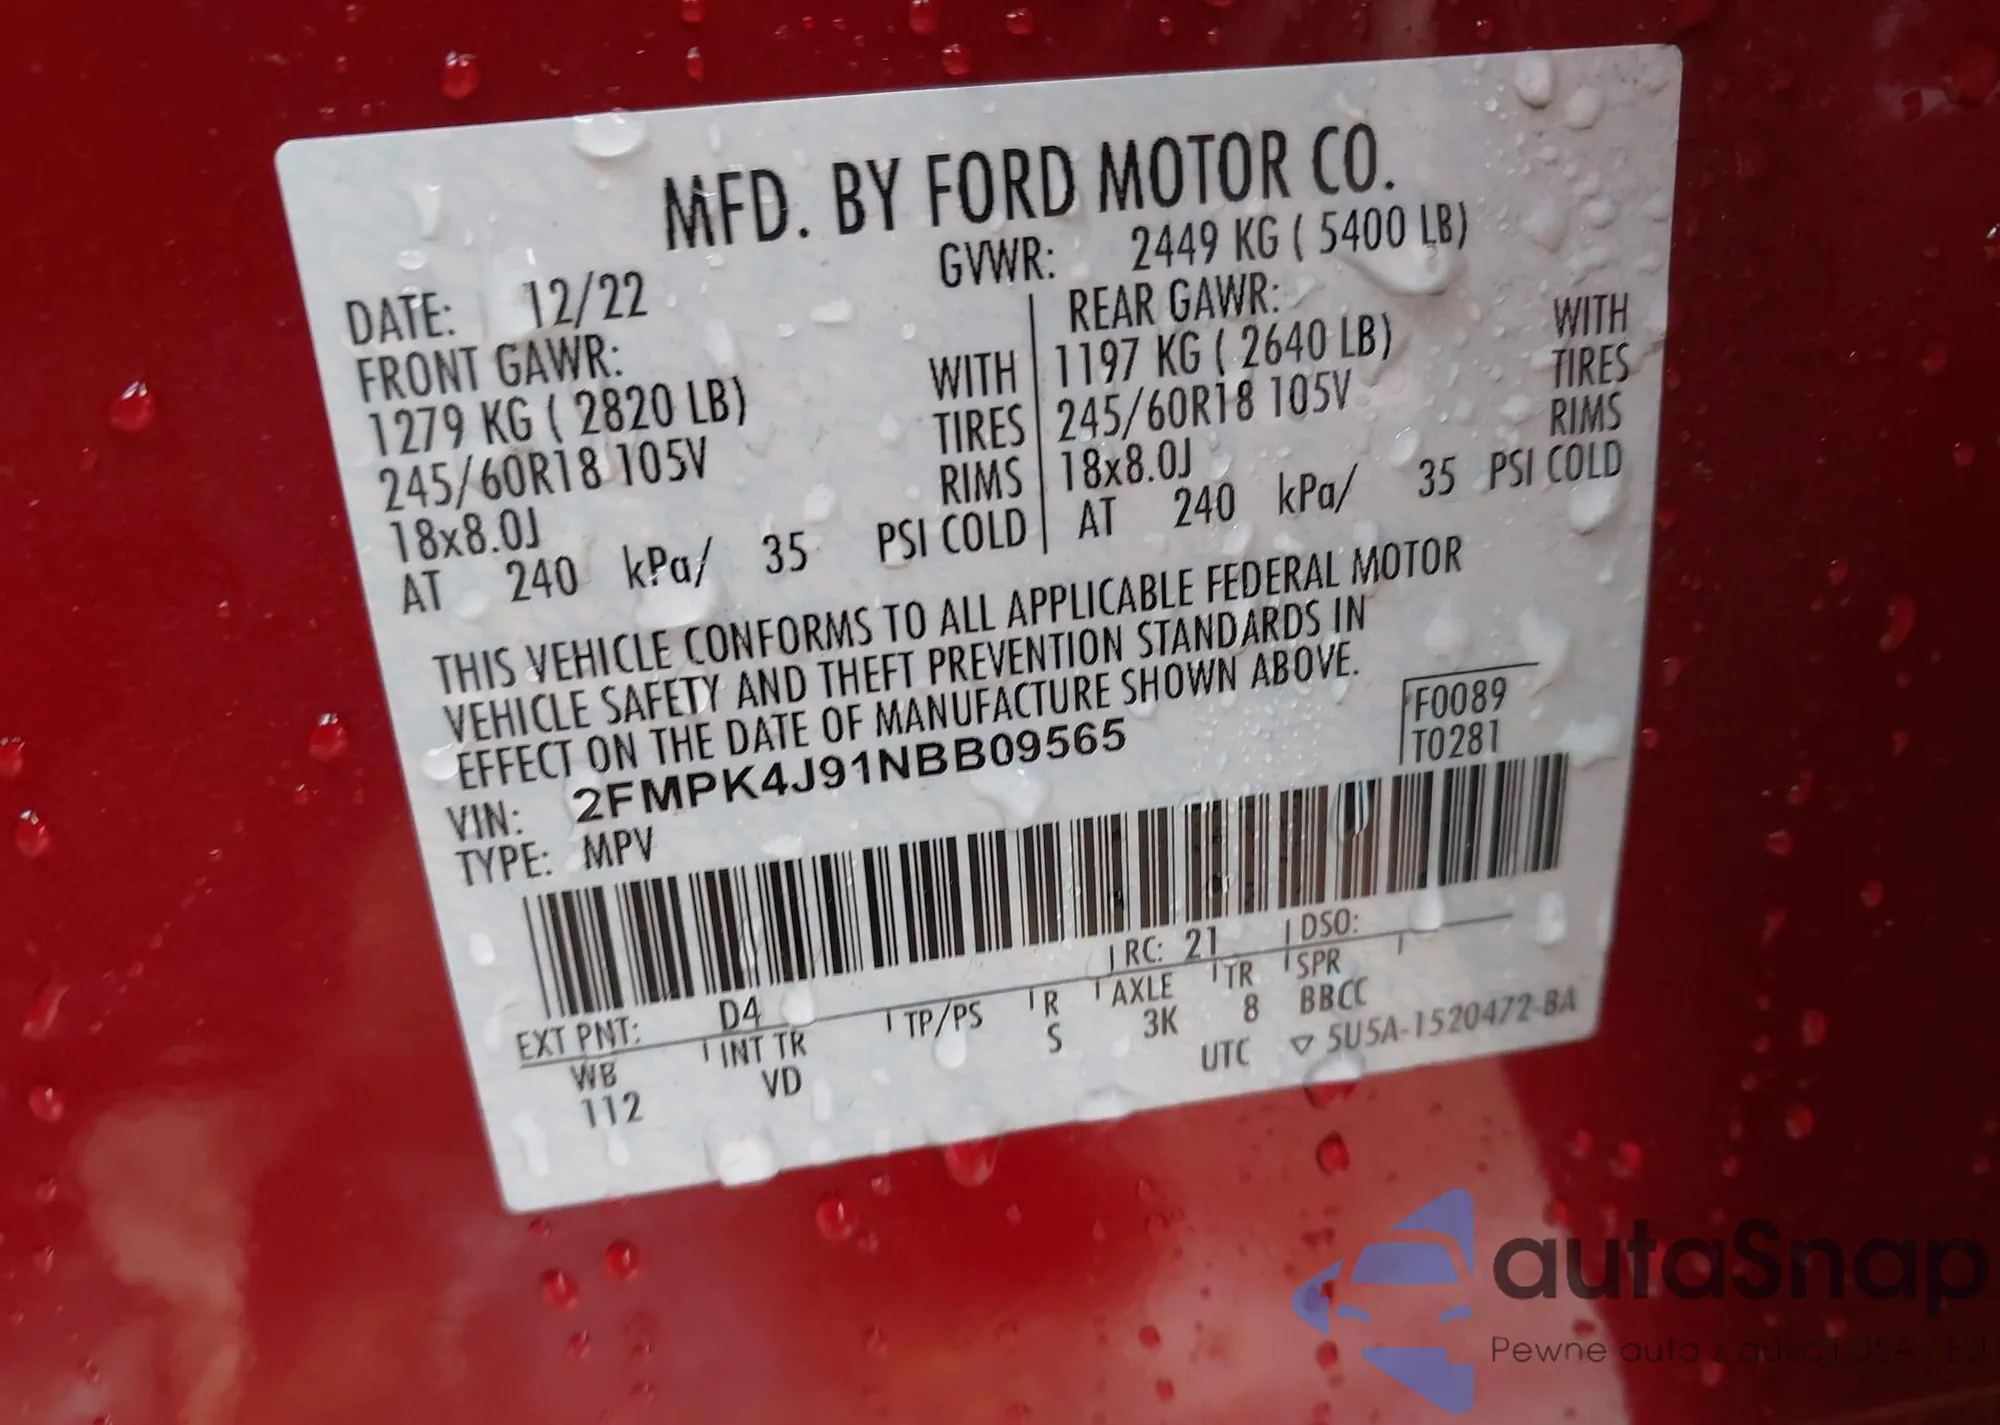 MFD. BY FORD MOTOR CO.
DATE: 12/22 GVWR: 2449 KG ( 5400 LB)
FRONT GAWR: REAR GAWR:
1279 KG ( 2820 LB) WITH 1197 KG ( 2640 LB) WITH
245/60R18 105V TIRES 245/60R18 105V TIRES
18x8.0J RIMS 18x8.0J RIMS
AT 240 kPa/ 35 PSI COLD AT 240 kPa/ 35 PSI COLD
THIS VEHICLE CONFORMS TO ALL APPLICABLE FEDERAL MOTOR
VEHICLE SAFETY AND THEFT PREVENTION STANDARDS IN
EFFECT ON THE DATE OF MANUFACTURE SHOWN ABOVE.
VIN: 2FMPK4J91NBB09565
TYPE: MPV
F0089
T0281
EXT PNT: D4 RC: 21 DSO:
WB INT TR TP/PS R AXLE TR SPR
112 VD S 3K 8 BBCC
UTC ▽ 5U5A-1520472-BA
autaSnap
Pewne auta z aukcji USA i EU